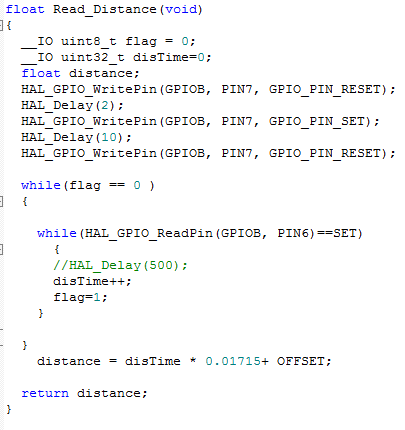 float Read_Distance(void)
{
__IO uint8_t flag = 0;
__IO uint32_t disTime=0;
float distance;
HAL_GPIO_WritePin(GPIOB, PIN7, GPIO_PIN_RESET);
HAL_Delay(2);
HAL_GPIO_WritePin(GPIOB, PIN7, GPIO_PIN_SET);
HAL_Delay(10);
HAL_GPIO_WritePin(GPIOB, PIN7, GPIO_PIN_RESET);
while(flag == 0 )
{
while(HAL_GPIO_ReadPin(GPIOB, PIN6)==SET)
{
//HAL_Delay(500);
disTime++;
flag=1;
}
}
distance = disTime * 0.01715+ OFFSET;
return distance;
}